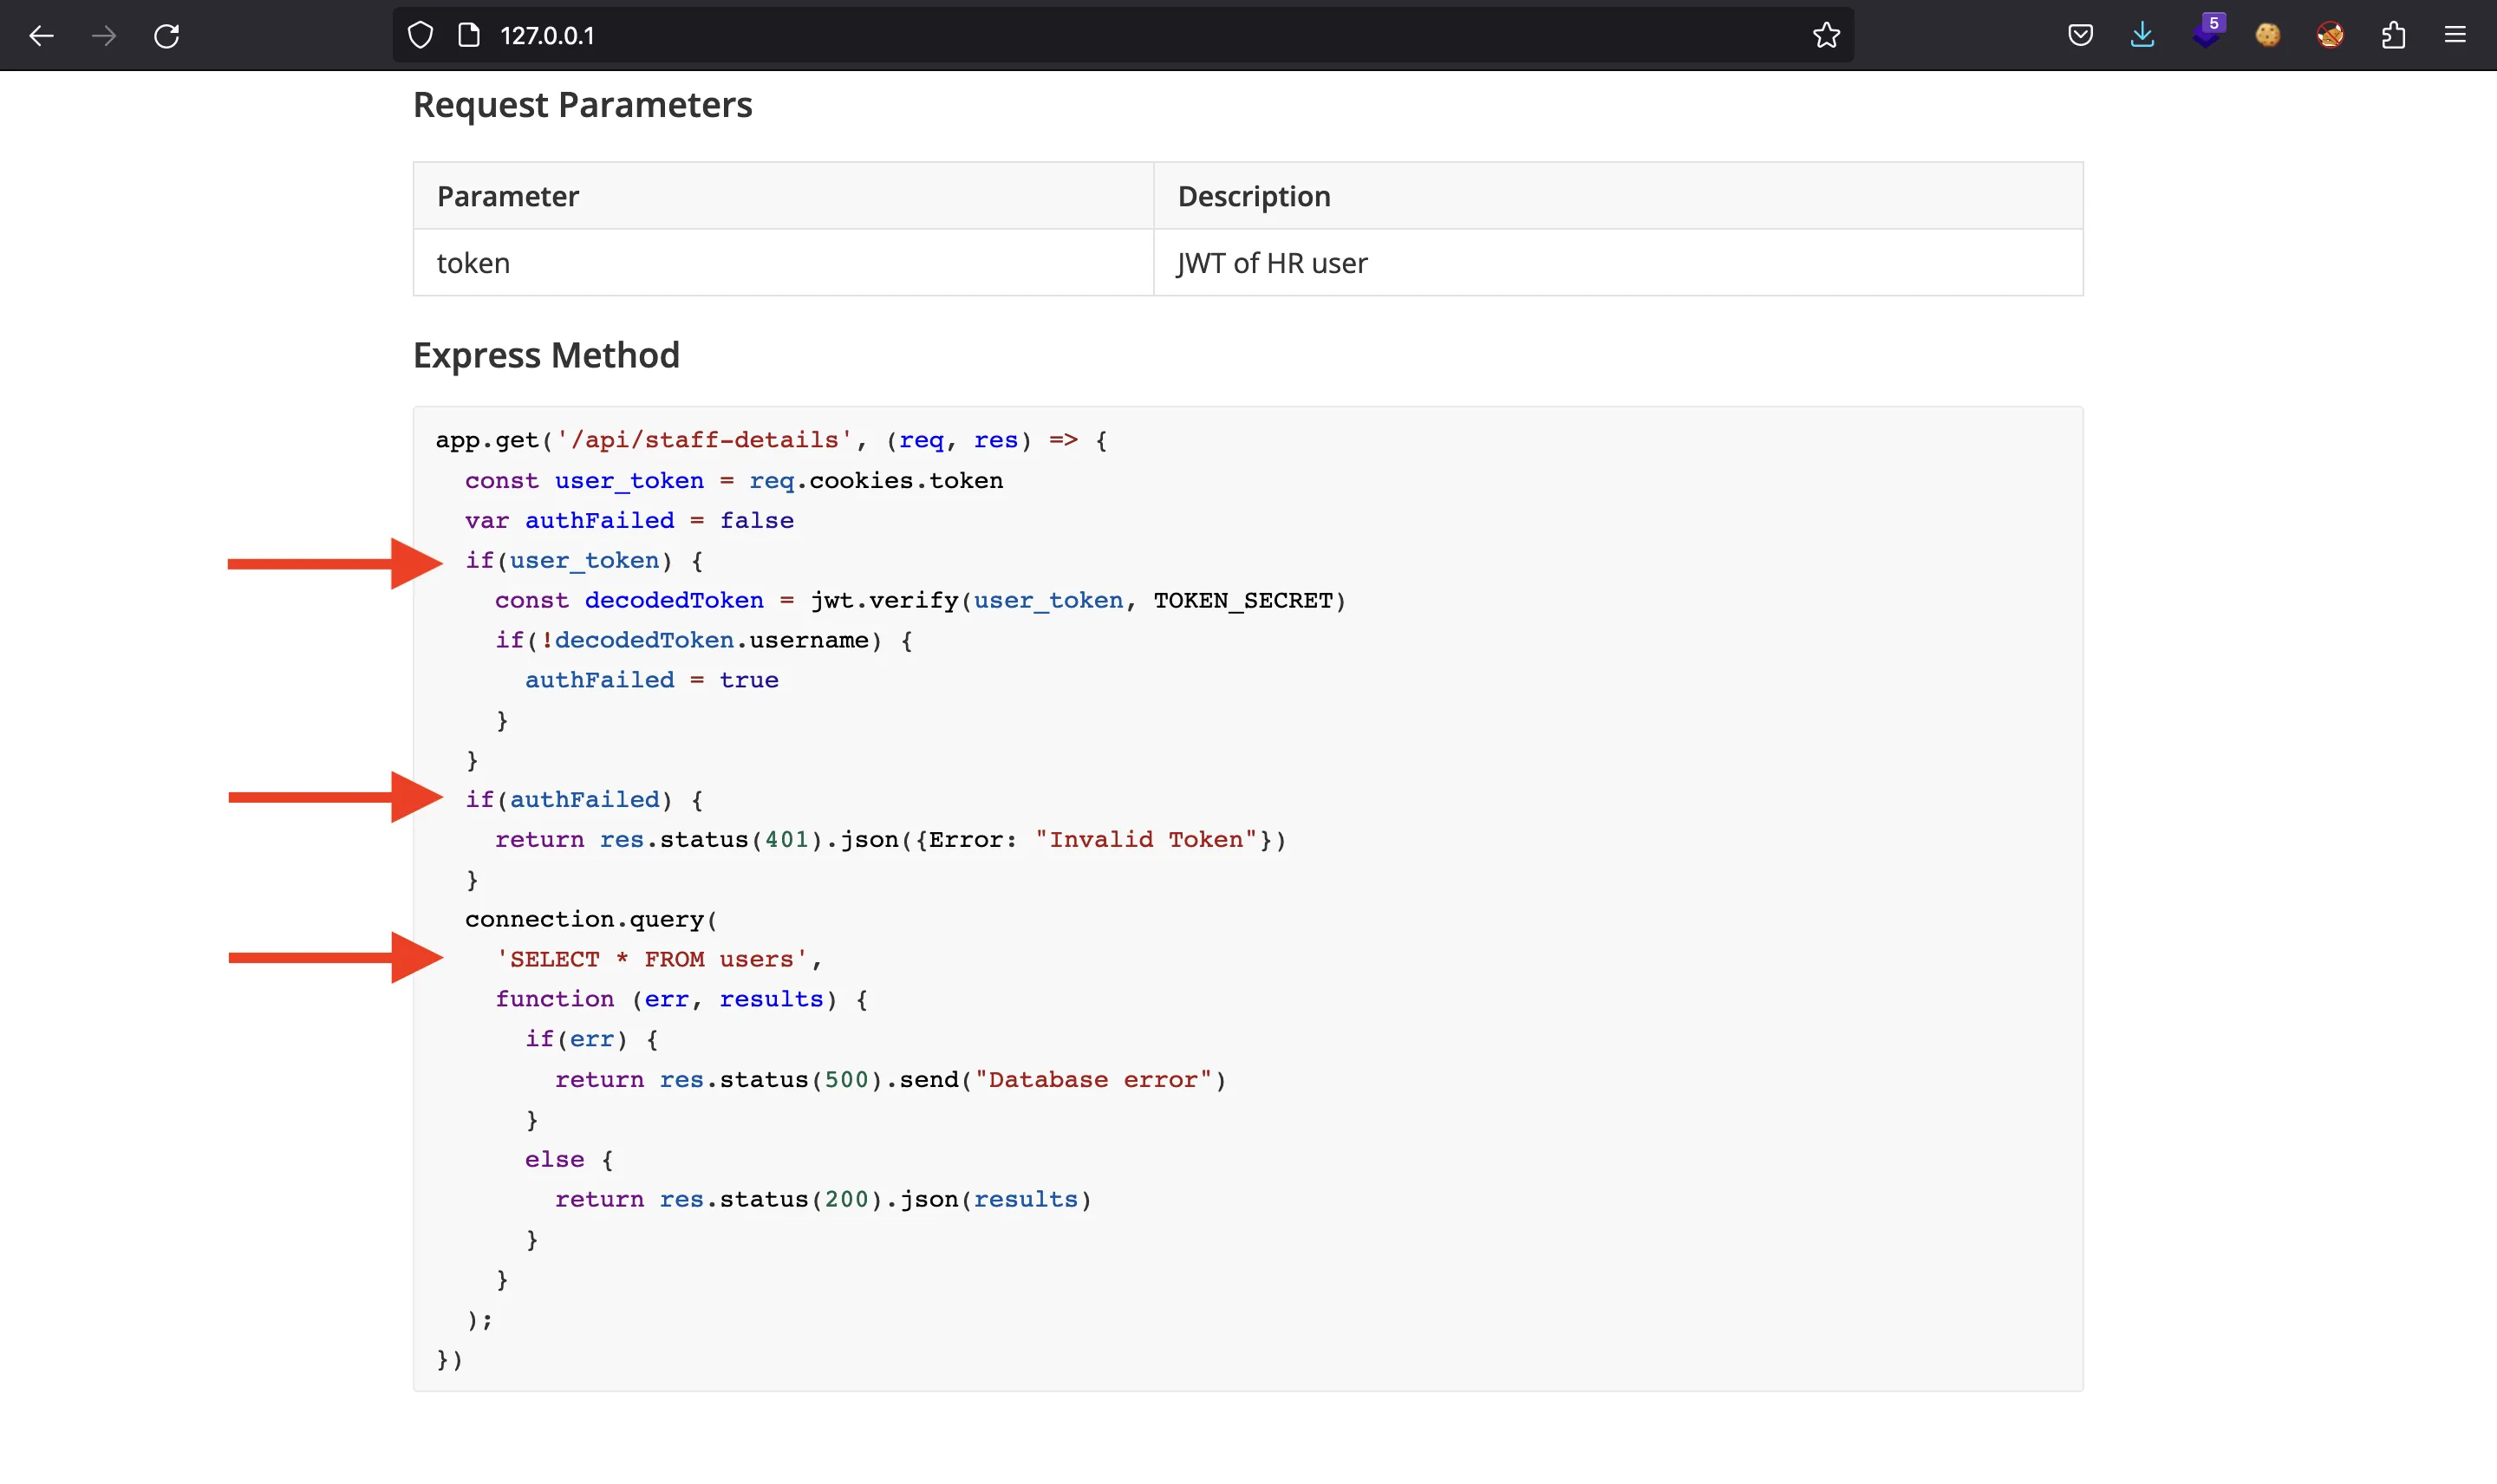 127.0.0.1
5
Request Parameters
Parameter Description
token JWT of HR user
Express Method
app.get('/api/staff-details', (req, res) => {
  const user_token = req.cookies.token
  var authFailed = false
  if(user_token) {
    const decodedToken = jwt.verify(user_token, TOKEN_SECRET)
    if(!decodedToken.username) {
      authFailed = true
    }
  }
  if(authFailed) {
    return res.status(401).json({Error: "Invalid Token"})
  }
  connection.query(
    'SELECT * FROM users',
    function (err, results) {
      if(err) {
        return res.status(500).send("Database error")
      }
      else {
        return res.status(200).json(results)
      }
    }
  );
})